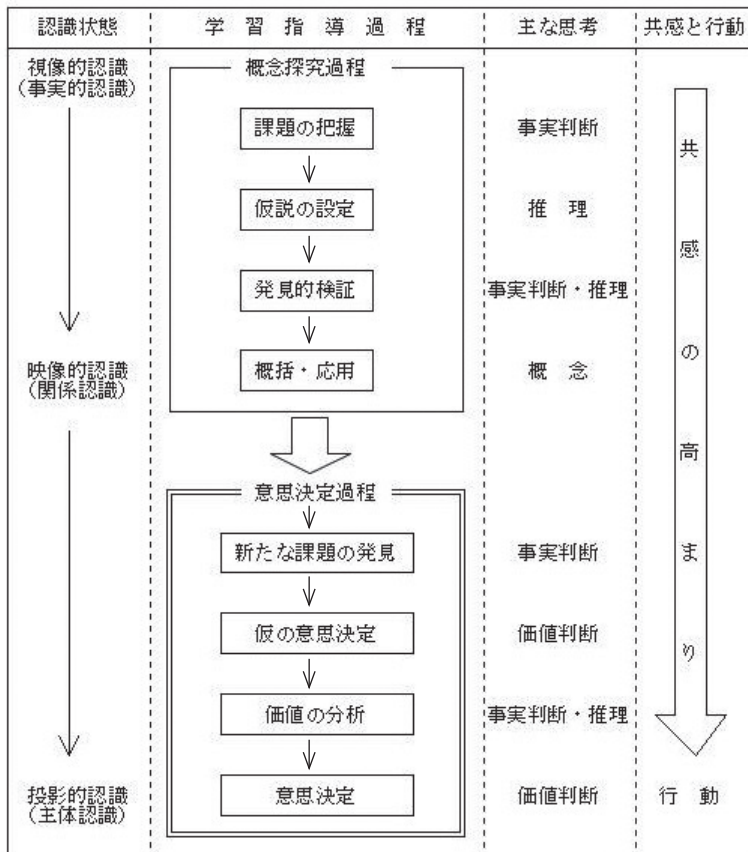 認識状態 学習指導過程 主な思考 共感と行動
視像的認識
(事実的認識)
概念探究過程
課題の把握 事実判断
仮説の設定 推理
発見的検証 事実判断・推理
映像的認識
(関係認識)
概括・応用 概念
意思決定過程
新たな課題の発見 事実判断
仮の意思決定 価値判断
価値の分析 事実判断・推理
投影的認識
(主体認識)
意思決定 価値判断 行動
共感の高まり